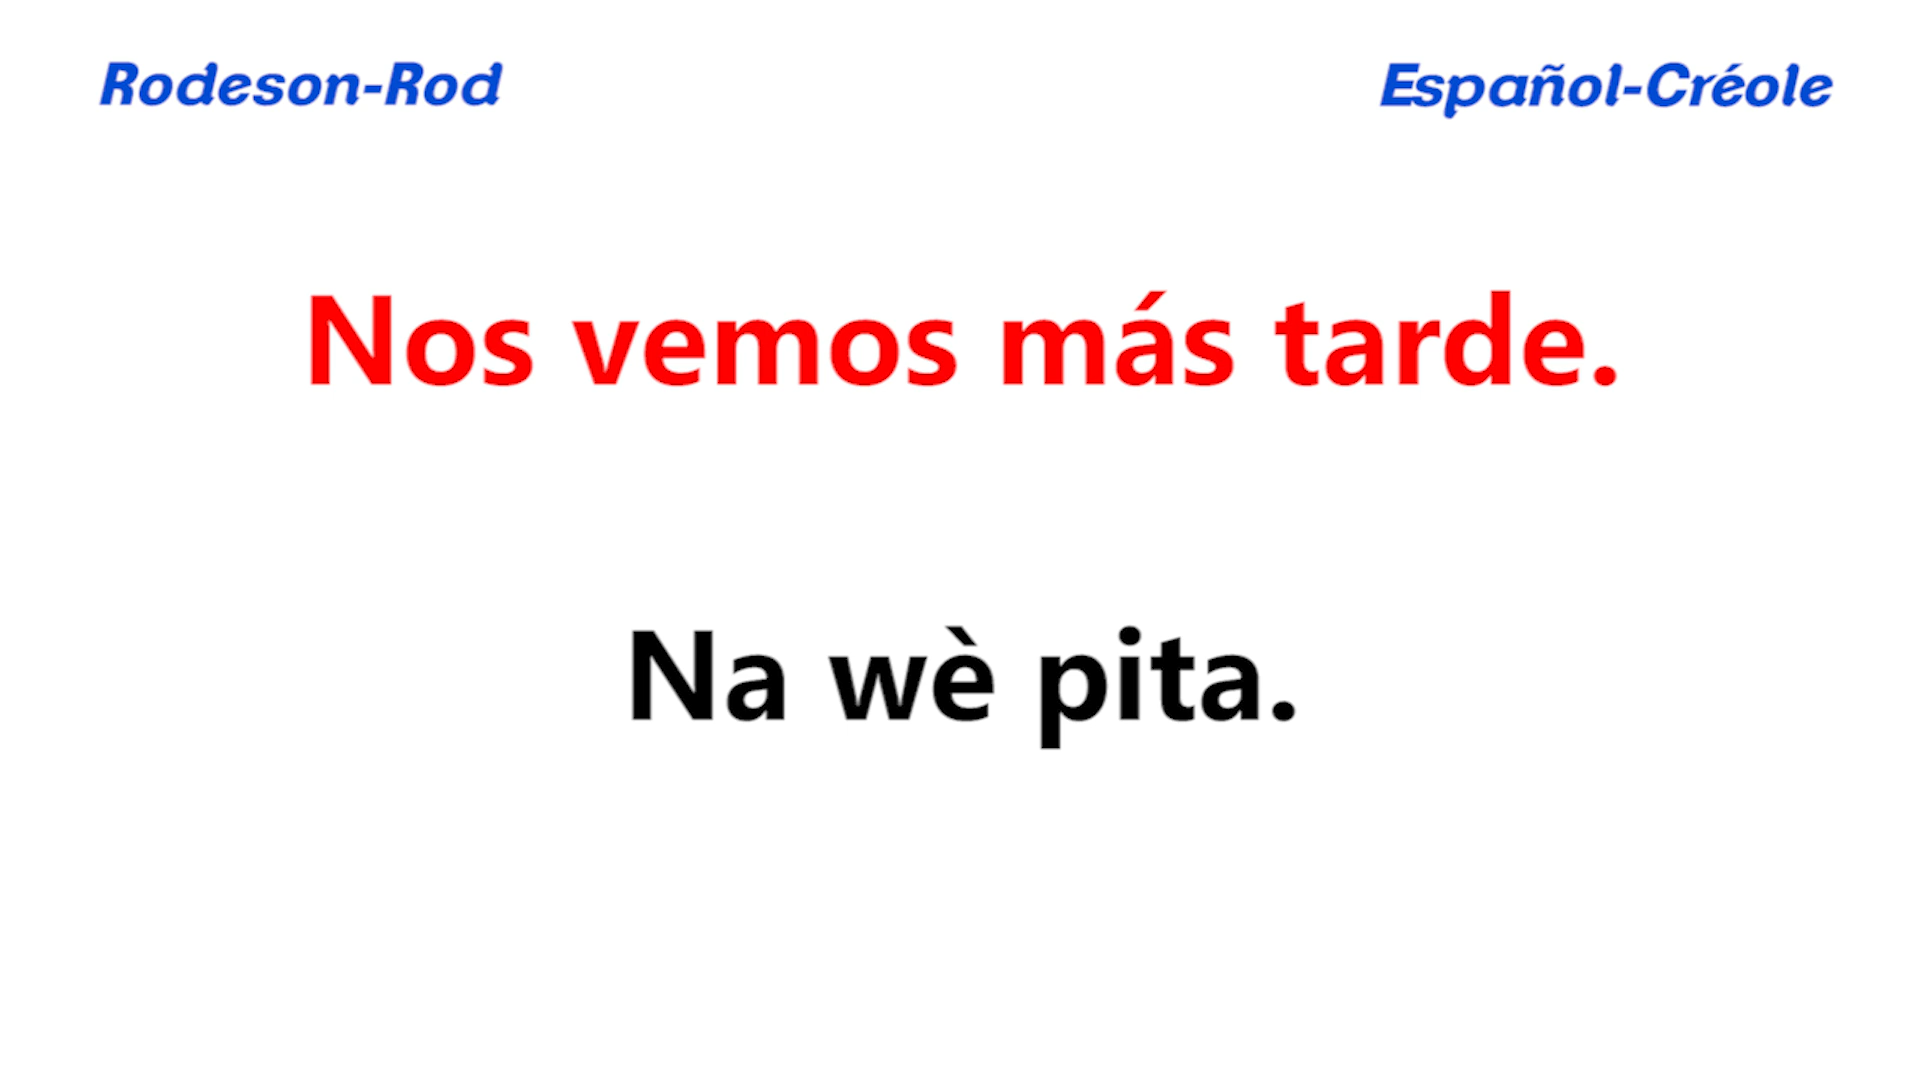 Rodeson-Rod
Español-Créole
Nos vemos más tarde.
Na wè pita.